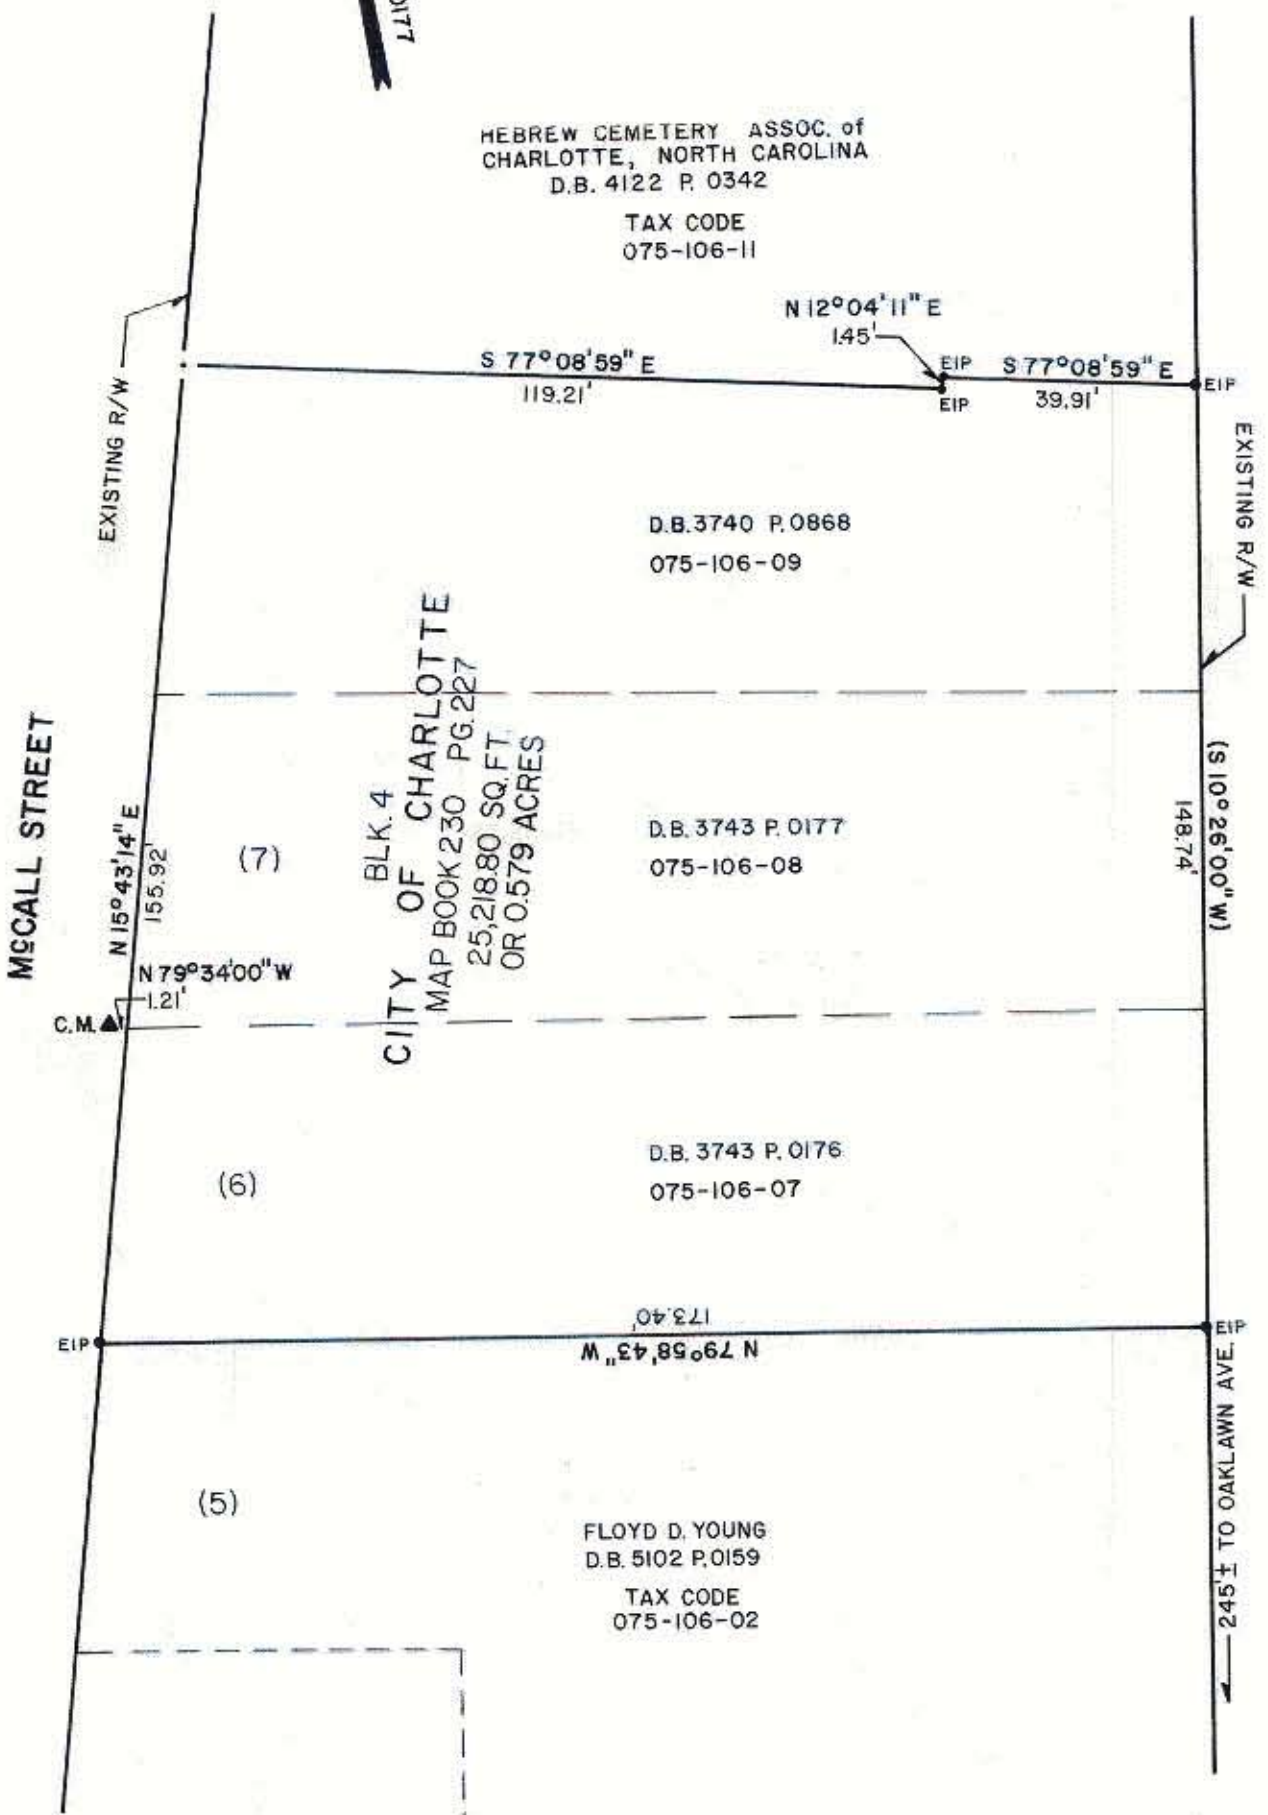 0177
HEBREW CEMETERY ASSOC. of
CHARLOTTE, NORTH CAROLINA
D.B. 4122 P. 0342
TAX CODE
075-106-11
N 12° 04' 11" E
1.45'
EXISTING R/W
S 77° 08' 59" E
119.21'
EIP
EIP
S 77° 08' 59" E
39.91'
EIP
EXISTING R/W
D.B. 3740 P. 0868
075-106-09
MCCALL STREET
N 15° 43' 14" E
155.92'
(7)
BLK. 4
CITY OF CHARLOTTE
MAP BOOK 230 PG. 227
25,218.80 SQ. FT.
OR 0.579 ACRES
D.B. 3743 P. 0177
075-106-08
(S 10° 26' 00" W)
148.74'
N 79° 34' 00" W
1.21'
C.M.
(6)
D.B. 3743 P. 0176
075-106-07
173.40'
N 79° 58' 43" W
EIP
EIP
245' ± TO OAKLAWN AVE.
(5)
FLOYD D. YOUNG
D.B. 5102 P. 0159
TAX CODE
075-106-02